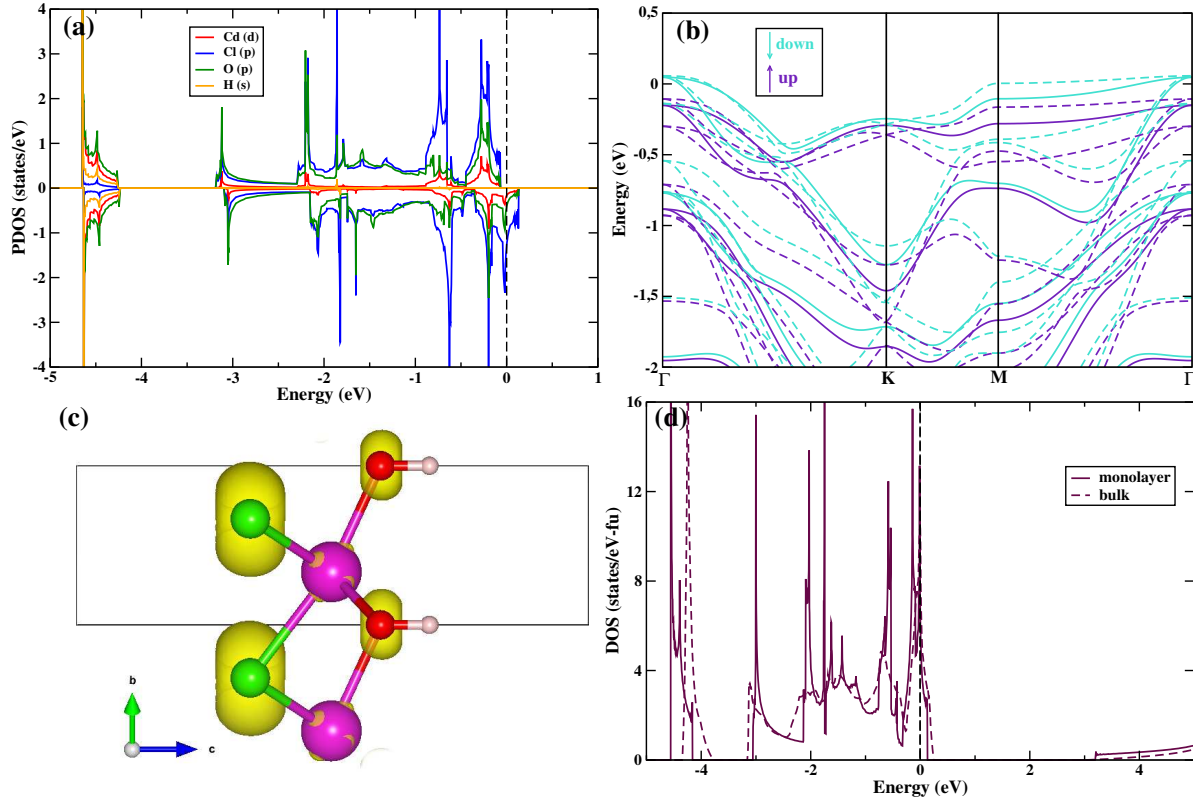 (a)
Cd (d)
Cl (p)
O (p)
H (s)
PDOS (states/eV)
4
3
2
1
0
-1
-2
-3
-4
-5 -4 -3 -2 -1 0 1
Energy (eV)
(b)
down
up
Energy (eV)
0.5
0
-0.5
-1
-1.5
-2
Γ K M Γ
(c)
b
c
(d)
monolayer
bulk
DOS (states/eV-fu)
16
12
8
4
0
-4 -2 0 2 4
Energy (eV)